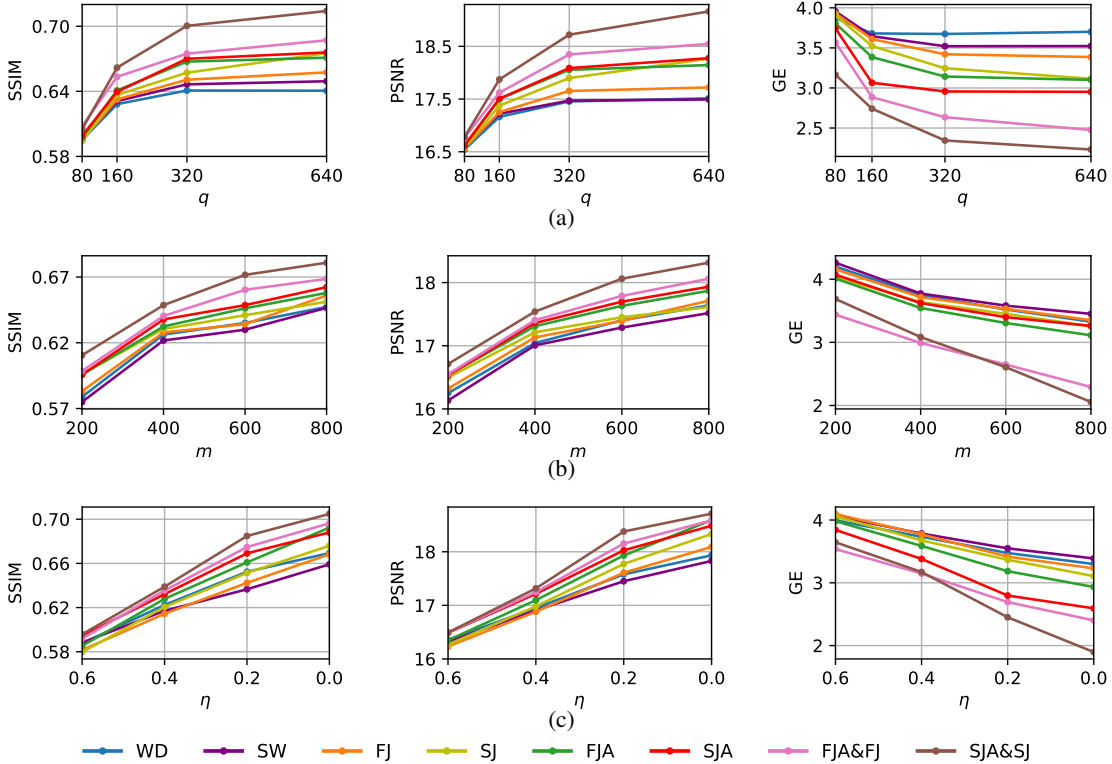 0.70
0.64
0.58
SSIM
80 160 320 640
q
18.5
17.5
16.5
PSNR
80 160 320 640
q
4.0
3.5
3.0
2.5
GE
80 160 320 640
q
(a)
0.67
0.62
0.57
SSIM
200 400 600 800
m
18
17
16
PSNR
200 400 600 800
m
4
3
2
GE
200 400 600 800
m
(b)
0.70
0.66
0.62
0.58
SSIM
0.6 0.4 0.2 0.0
η
18
17
16
PSNR
0.6 0.4 0.2 0.0
η
4
3
2
GE
0.6 0.4 0.2 0.0
η
(c)
WD SW FJ SJ FJA SJA FJA&FJ SJA&SJ